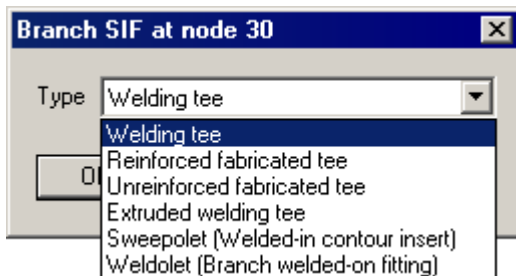 Branch SIF at node 30
Type Welding tee
Welding tee
Reinforced fabricated tee
Unreinforced fabricated tee
Extruded welding tee
Sweepolet (Welded-in contour insert)
Weldolet (Branch welded-on fitting)